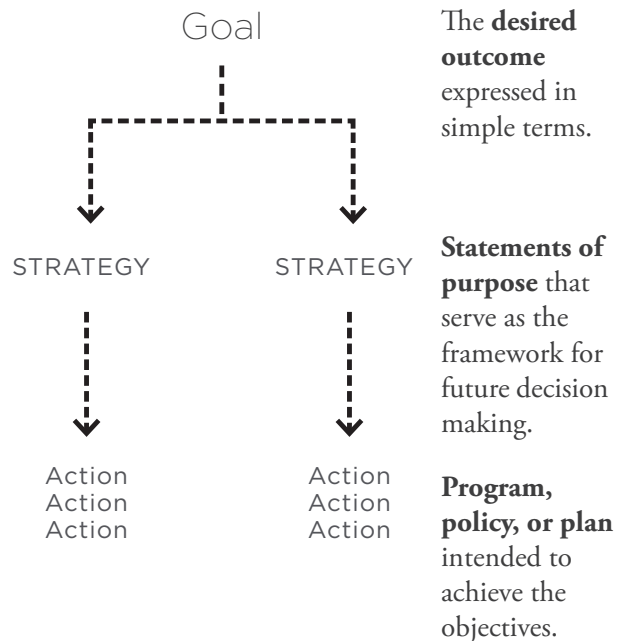 Goal
The desired
outcome
expressed in
simple terms.
STRATEGY
STRATEGY
Statements of
purpose that
serve as the
framework for
future decision
making.
Action
Action
Action
Action
Action
Action
Program,
policy, or plan
intended to
achieve the
objectives.